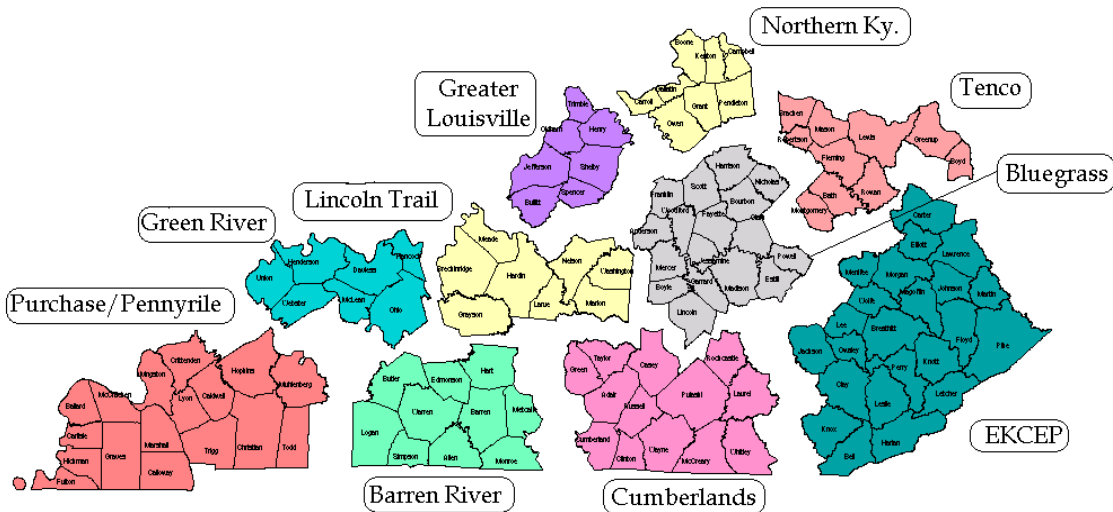 Northern Ky.
Boone
Kenton
Campbell
Gallatin
Carroll
Grant
Pendleton
Owen
Greater
Louisville
Trimble
Oldham
Henry
Jefferson
Shelby
Spencer
Bullitt
Tenco
Bracken
Mason
Robertson
Lewis
Greenup
Boyd
Fleming
Bath
Rowan
Montgomery
Bluegrass
Harrison
Nicholas
Scott
Franklin
Bourbon
Woodford
Fayette
Clark
Anderson
Powell
Mercer
Jessamine
Boyle
Garrard
Madison
Estill
Lincoln
Lincoln Trail
Meade
Breckinridge
Hardin
Nelson
Washington
Larue
Marion
Grayson
Green River
Hancock
Henderson
Daviess
Union
Webster
McLean
Ohio
Purchase/Pennyrile
Crittenden
Livingston
Hopkins
Muhlenberg
McCracken
Ballard
Lyon
Caldwell
Carlisle
Marshall
Hickman
Graves
Trigg
Christian
Todd
Fulton
Calloway
Butler
Edmonson
Hart
Warren
Barren
Metcalfe
Logan
Simpson
Allen
Monroe
Barren River
Taylor
Casey
Rockcastle
Green
Adair
Pulaski
Laurel
Russell
Cumberland
Clinton
Wayne
McCreary
Whitley
Cumberlands
Carter
Elliott
Lawrence
Menifee
Morgan
Johnson
Martin
Magoffin
Wolfe
Lee
Breathitt
Floyd
Pike
Jackson
Owsley
Knott
Perry
Clay
Letcher
Leslie
Knox
Harlan
Bell
EKCEP